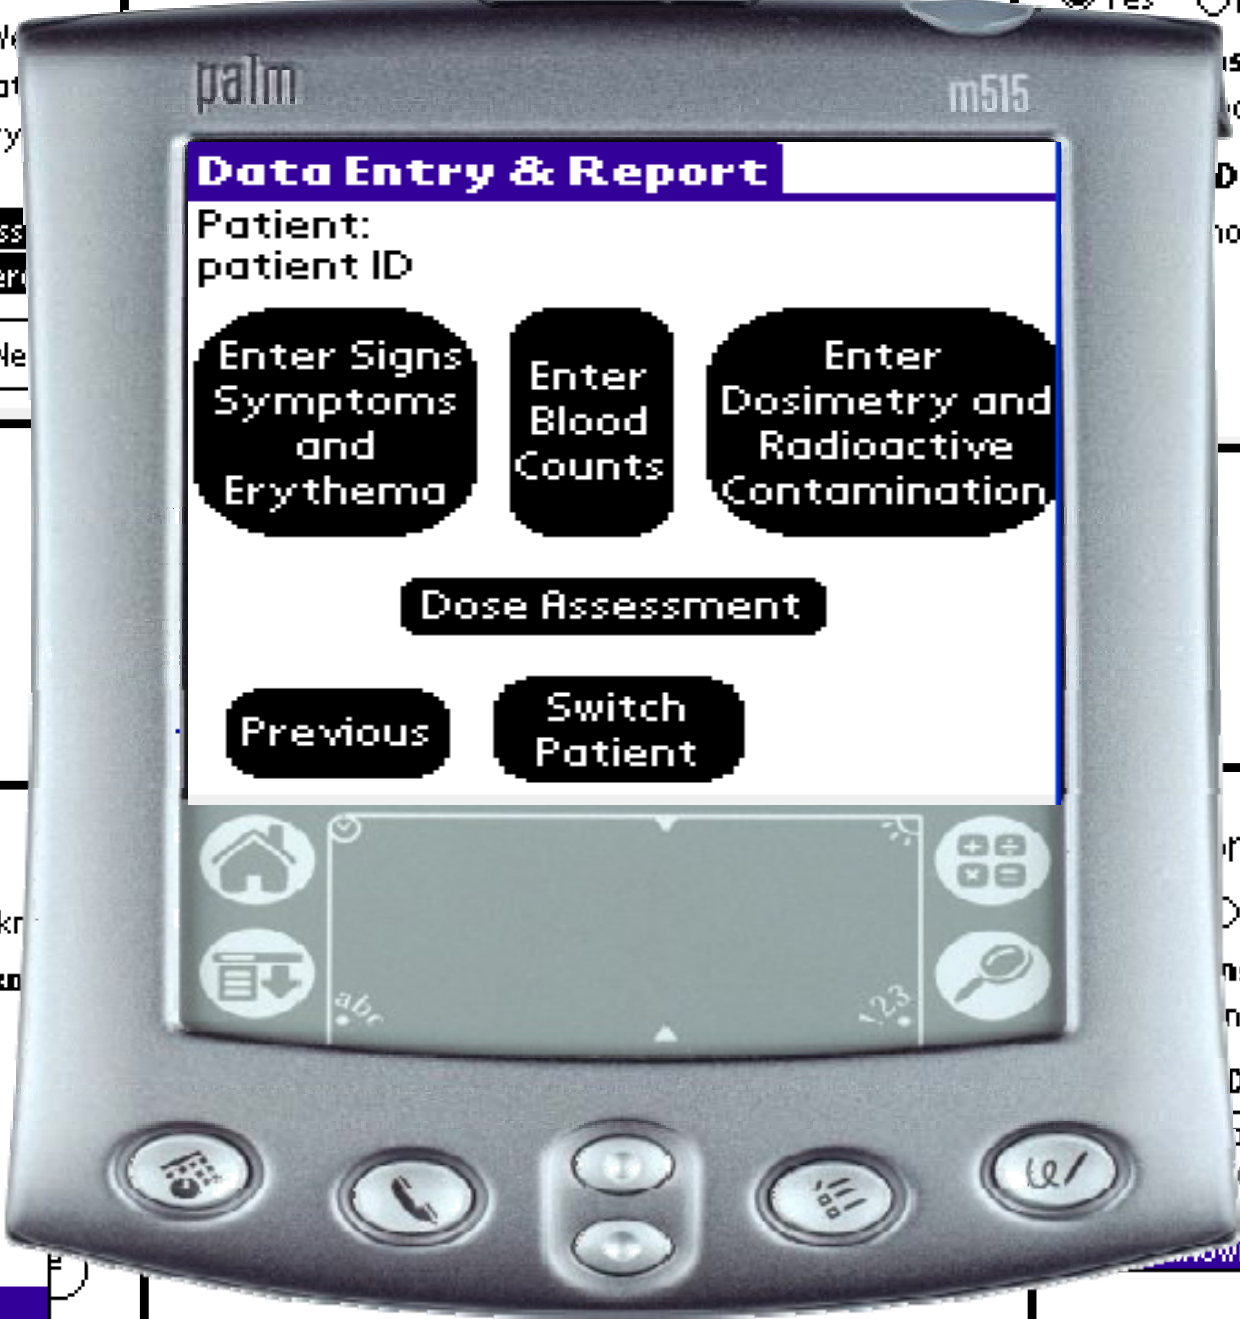 palm
m515
Data Entry & Report
Patient:
patient ID
Enter Signs
Symptoms
and
Erythema
Enter
Blood
Counts
Enter
Dosimetry and
Radioactive
Contamination
Dose Assessment
Previous
Switch
Patient
abc
123
Yes